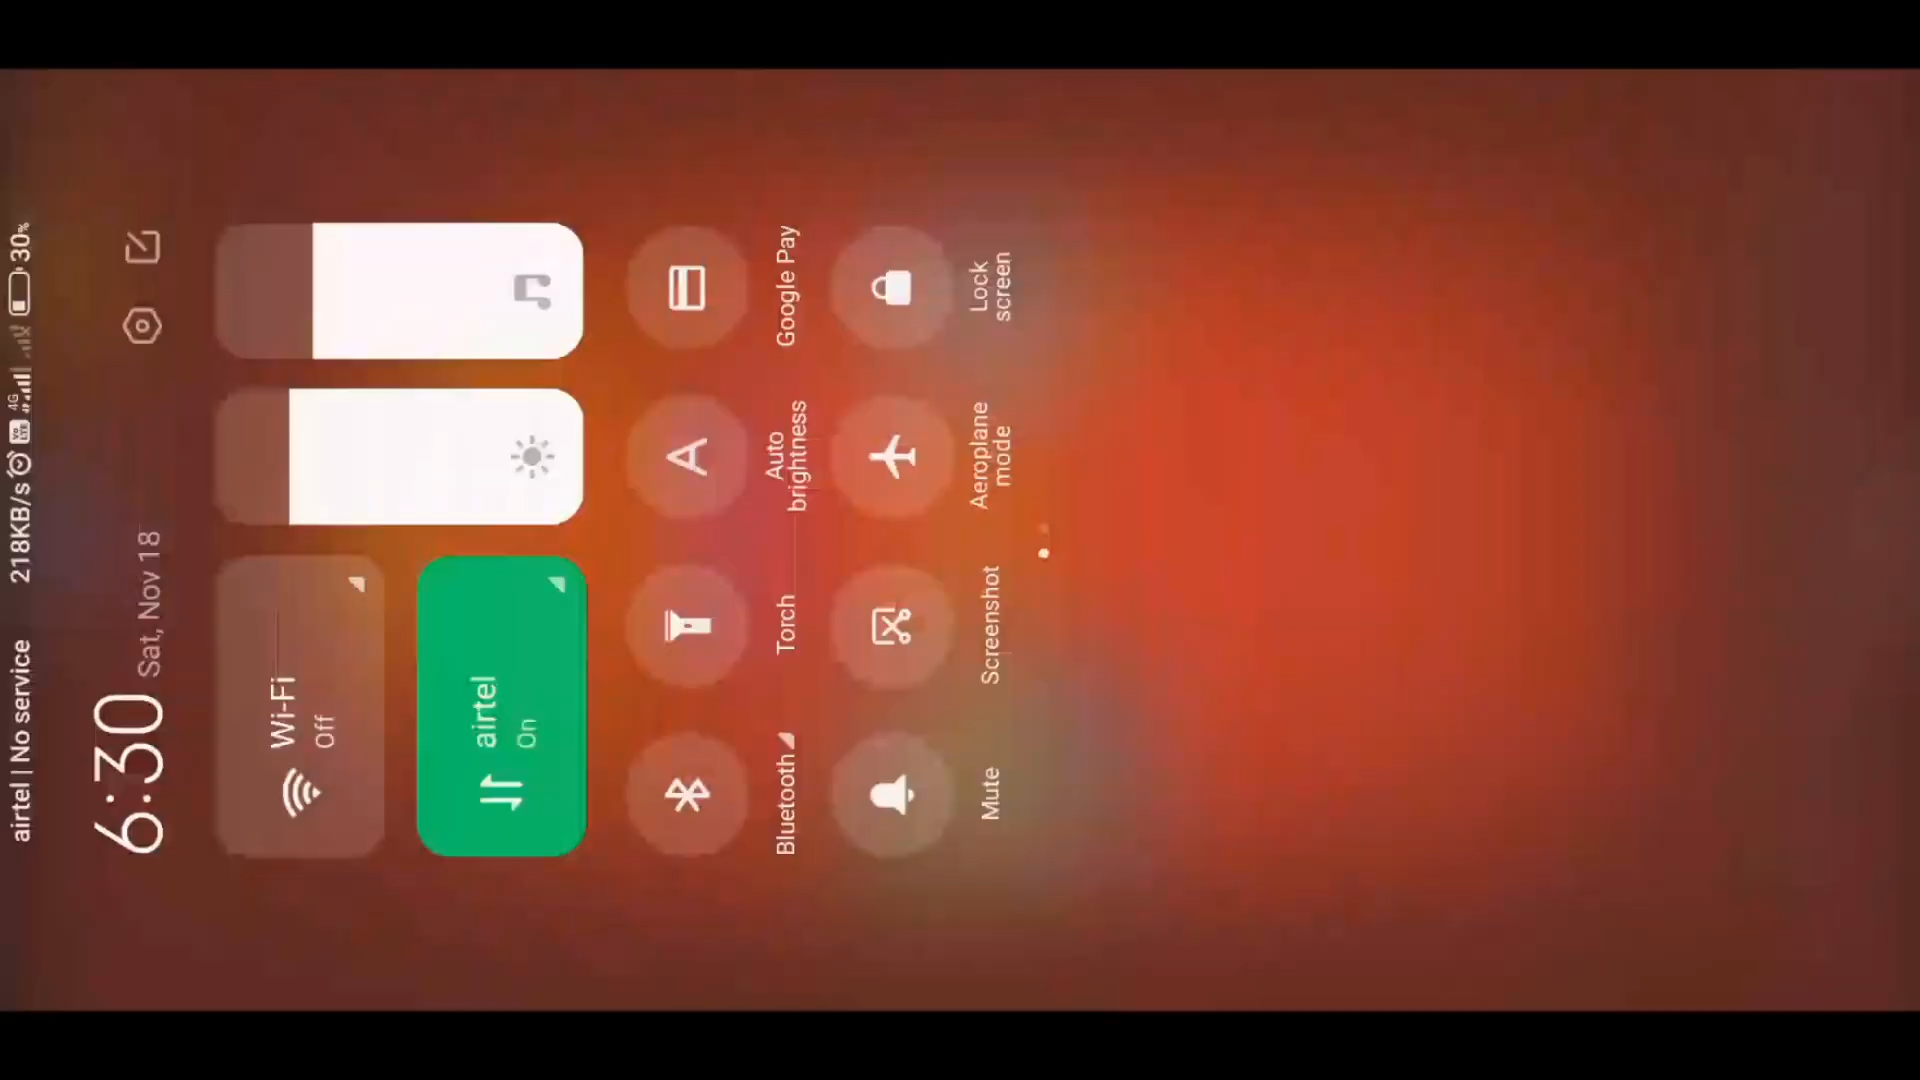 airtel | No service 218KB/s 4G 30%
6:30 Sat, Nov 18
Wi-Fi
Off
airtel
On
Bluetooth
Torch
Auto
brightness
Google Pay
Mute
Screenshot
Aeroplane
mode
Lock
screen